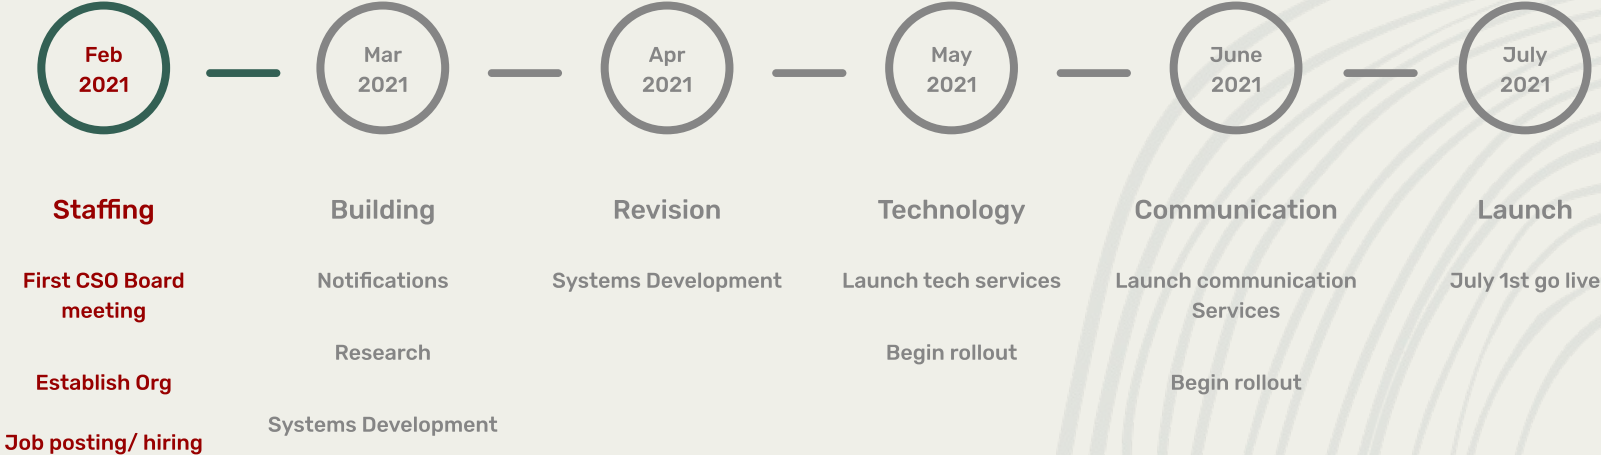 Feb
2021
Mar
2021
Apr
2021
May
2021
June
2021
July
2021
Staffing
Building
Revision
Technology
Communication
Launch
First CSO Board
meeting
Establish Org
Job posting/ hiring
Notifications
Research
Systems Development
Systems Development
Launch tech services
Begin rollout
Launch communication
Services
Begin rollout
July 1st go live